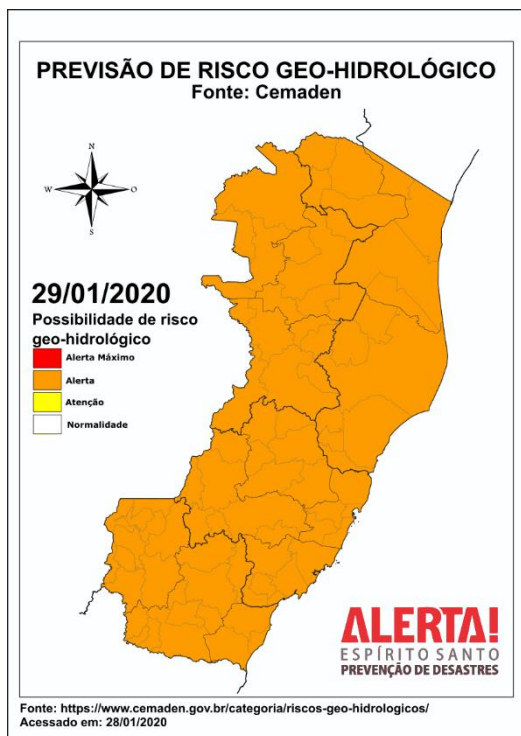 PREVISÃO DE RISCO GEO-HIDROLÓGICO
Fonte: Cemaden
N
W
O
S
29/01/2020
Possibilidade de risco
geo-hidrológico
Alerta Máximo
Alerta
Atenção
Normalidade
ALERTA!
ESPÍRITO SANTO
PREVENÇÃO DE DESASTRES
Fonte: https://www.cemaden.gov.br/categoria/riscos-geo-hidrologicos/
Acessado em: 28/01/2020